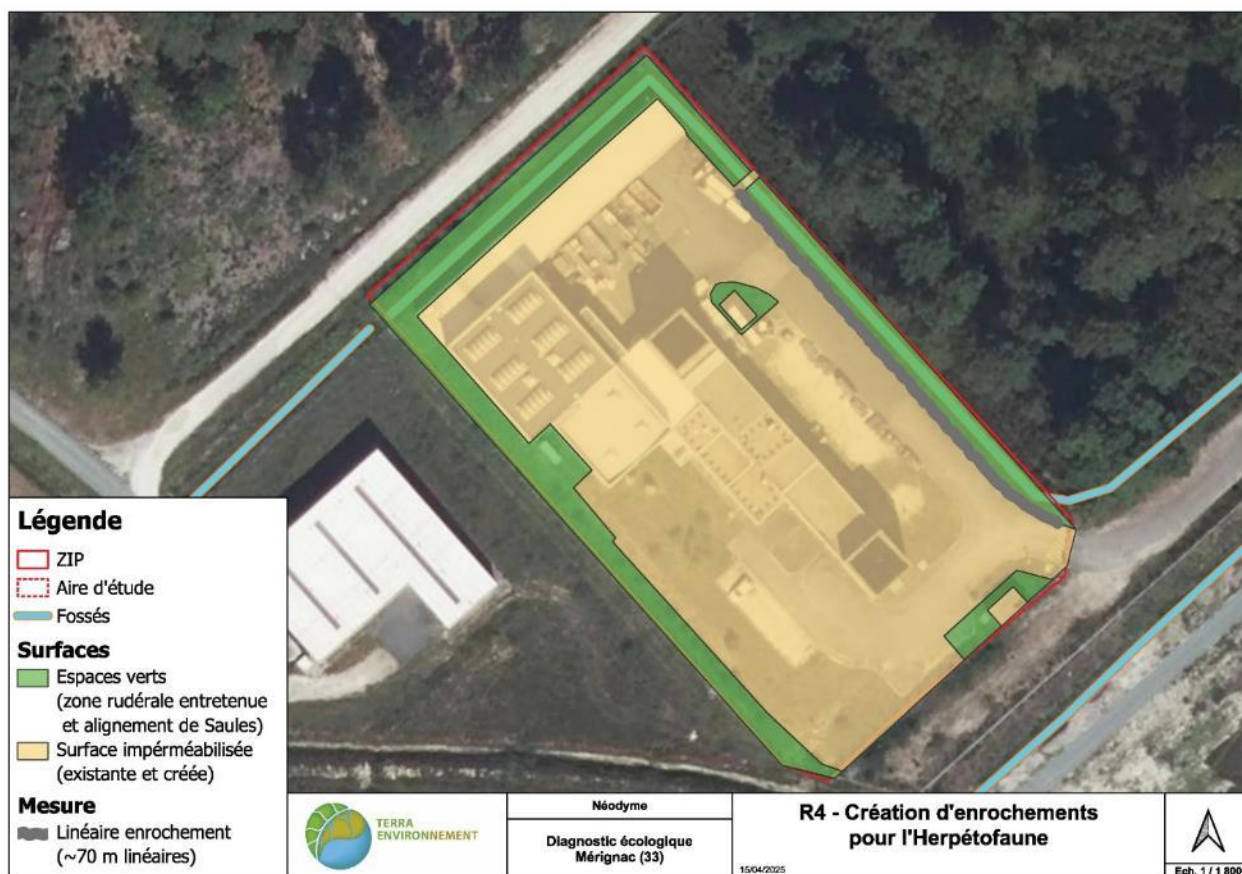 Légende
ZIP
Aire d'étude
Fossés
Surfaces
Espaces verts
(zone rudérale entretenue
et alignement de Saules)
Surface impérméabilisée
(existante et créée)
Mesure
Linéaire enrochement
(~70 m linéaires)
TERRA
ENVIRONNEMENT
Néodyme
Diagnostic écologique
Mérignac (33)
15/04/2025
R4 - Création d'enrochements
pour l'Herpétofaune
Ech. 1 / 1 800